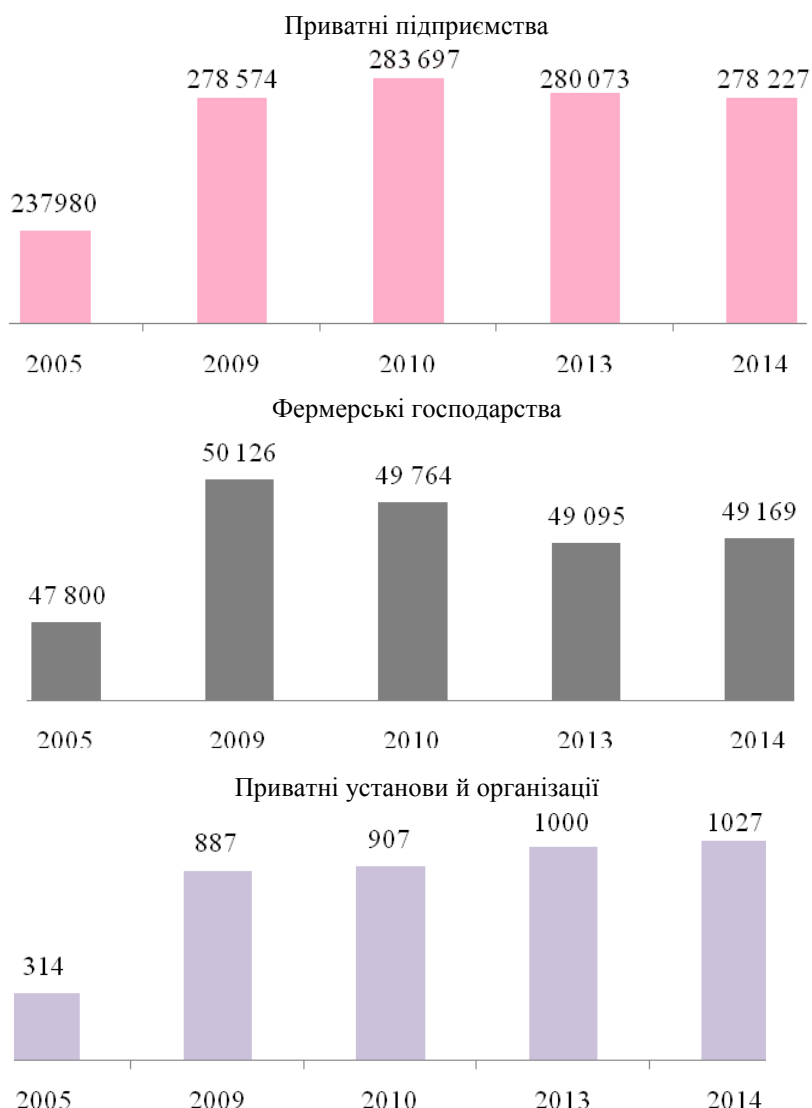 Приватні підприємства
283 697
278 574 280 073 278 227
237980
2005 2009 2010 2013 2014
Фермерські господарства
50 126
49 764
49 095 49 169
47 800
2005 2009 2010 2013 2014
Приватні установи й організації
887 907 1000 1027
314
2005 2009 2010 2013 2014